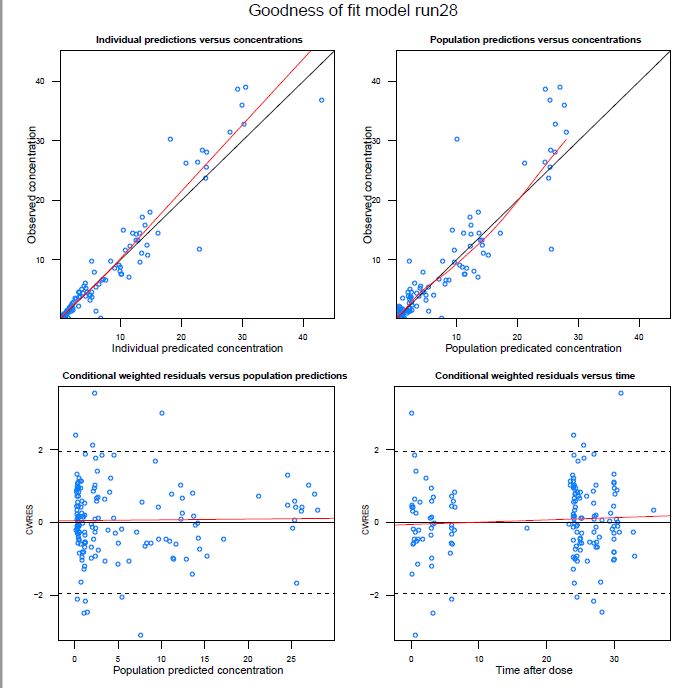 Goodness of fit model run28
Individual predictions versus concentrations
Population predictions versus concentrations
Observed concentration
40
30
20
10
10
20
30
40
Individual predicated concentration
Observed concentration
40
30
20
10
10
20
30
40
Population predicated concentration
Conditional weighted residuals versus population predictions
Conditional weighted residuals versus time
CWRES
2
0
−2
0
5
10
15
20
25
Population predicted concentration
CWRES
2
0
−2
0
10
20
30
Time after dose